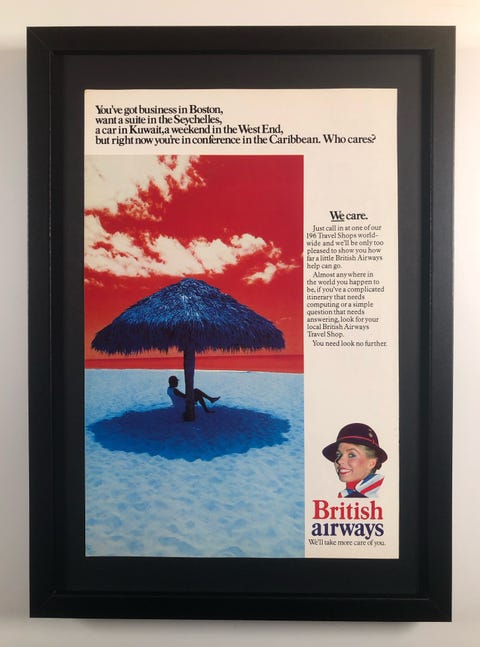 You've got business in Boston,
want a suite in the Seychelles,
a car in Kuwait, a weekend in the West End,
but right now you're in conference in the Caribbean. Who cares?
We care.
Just call in at one of our
196 Travel Shops world-
wide and we'll be only too
pleased to show you how
far a little British Airways
help can go.
Almost anywhere in
the world you happen to
be, if you've a complicated
itinerary that needs
computing or a simple
question that needs
answering, look for your
local British Airways
Travel Shop.
You need look no further.
British
airways
We'll take more care of you.